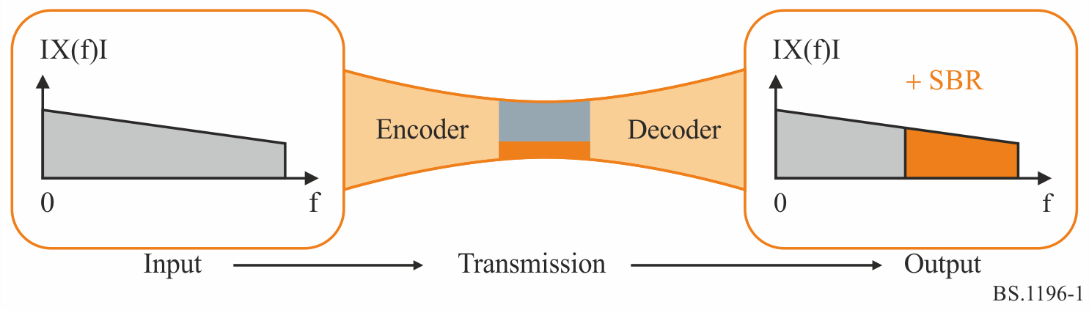 IX(f)I
0
f
Encoder
Decoder
IX(f)I
+ SBR
0
f
Input
Transmission
Output
BS.1196-1